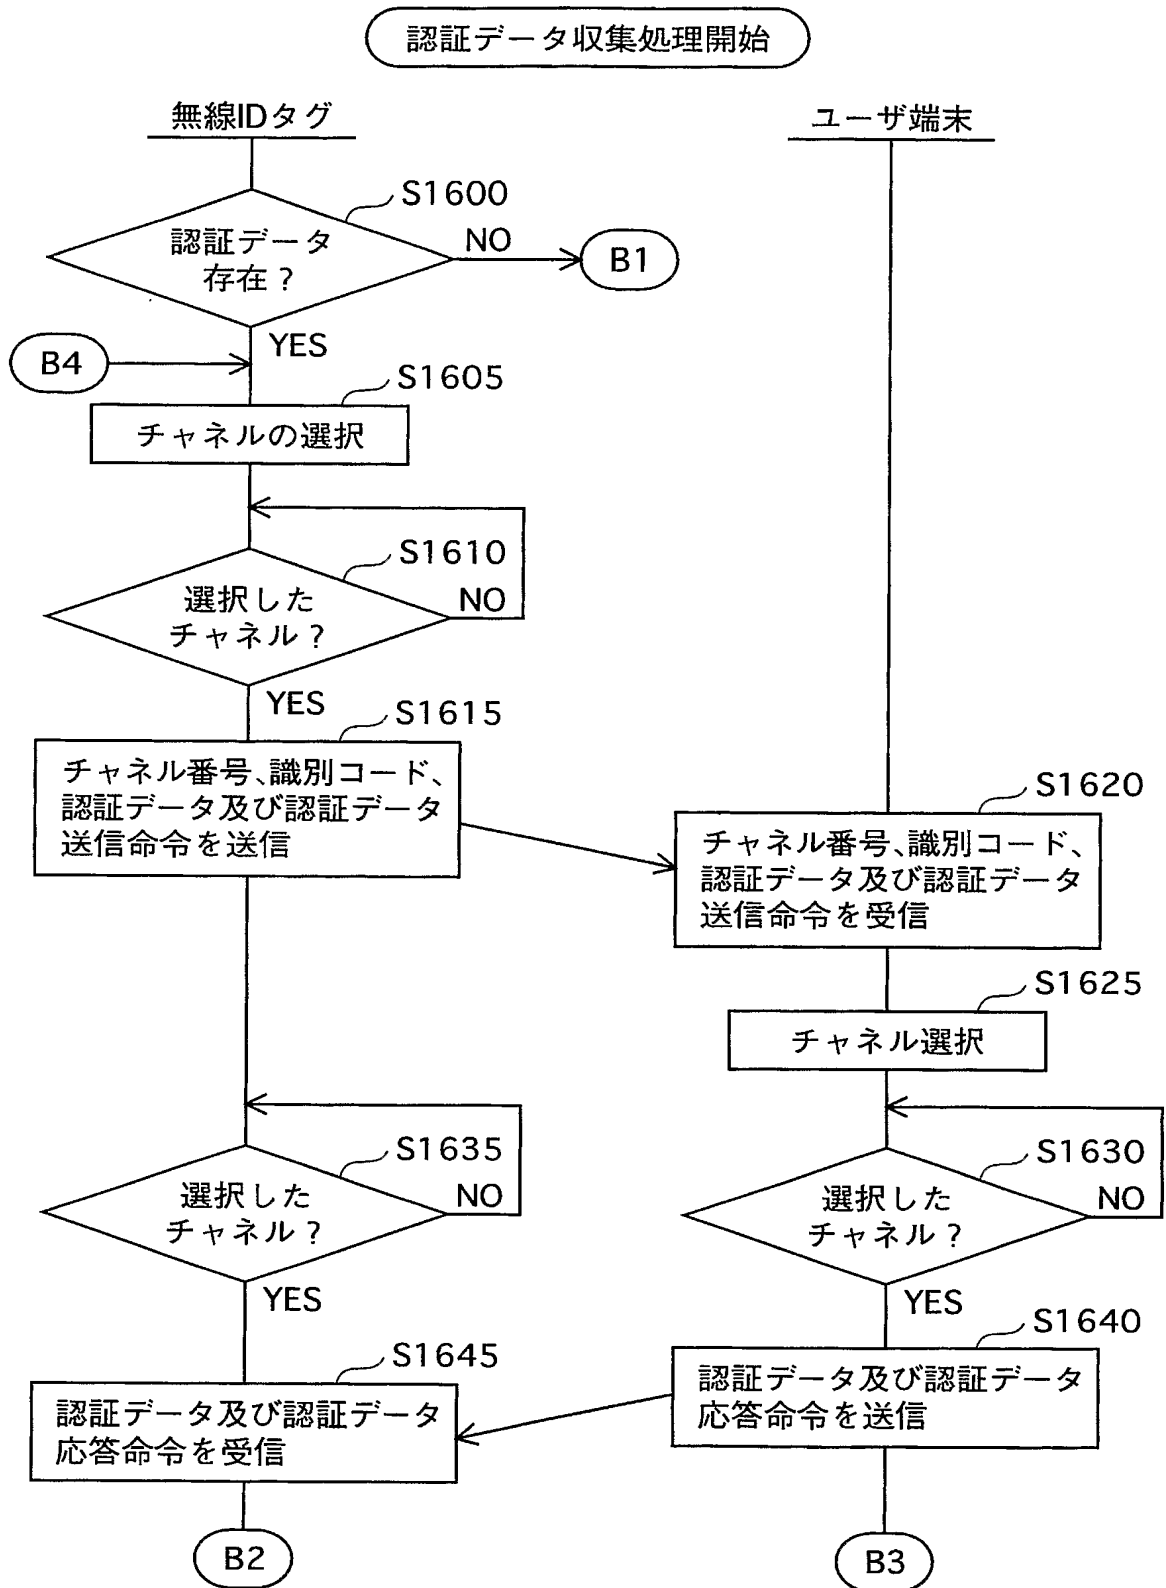 認証データ収集処理開始
無線IDタグ
ユーザ端末
S1600
認証データ
存在?
NO
B1
YES
B4
S1605
チャネルの選択
S1610
選択した
チャネル?
NO
YES
S1615
チャネル番号、識別コード、
認証データ及び認証データ
送信命令を送信
S1620
チャネル番号、識別コード、
認証データ及び認証データ
送信命令を受信
S1625
チャネル選択
S1635
選択した
チャネル?
NO
YES
S1630
選択した
チャネル?
NO
YES
S1640
認証データ及び認証データ
応答命令を送信
S1645
認証データ及び認証データ
応答命令を受信
B2
B3